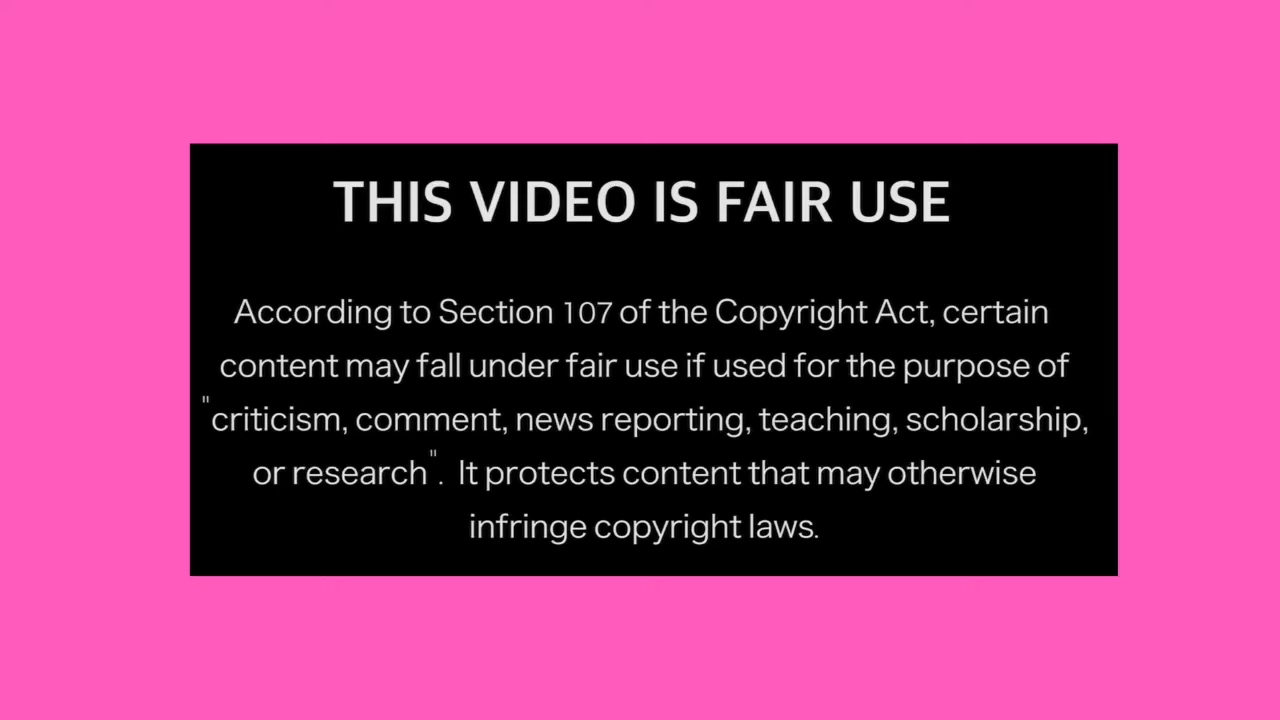 THIS VIDEO IS FAIR USE
According to Section 107 of the Copyright Act, certain
content may fall under fair use if used for the purpose of
"criticism, comment, news reporting, teaching, scholarship,
or research". It protects content that may otherwise
infringe copyright laws.